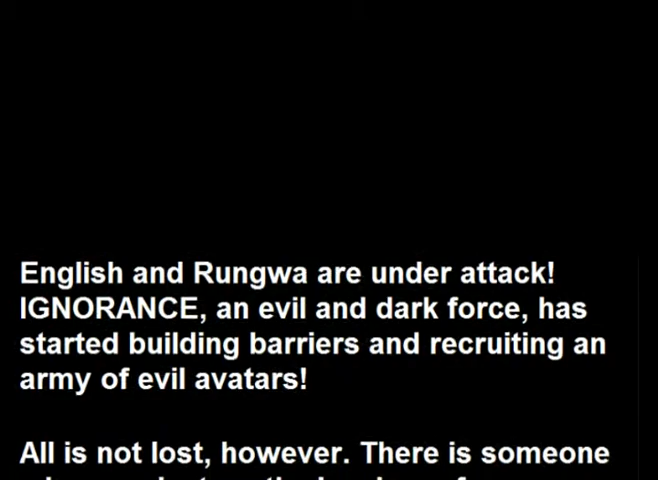 English and Rungwa are under attack!
IGNORANCE, an evil and dark force, has
started building barriers and recruiting an
army of evil avatars!
All is not lost, however. There is someone